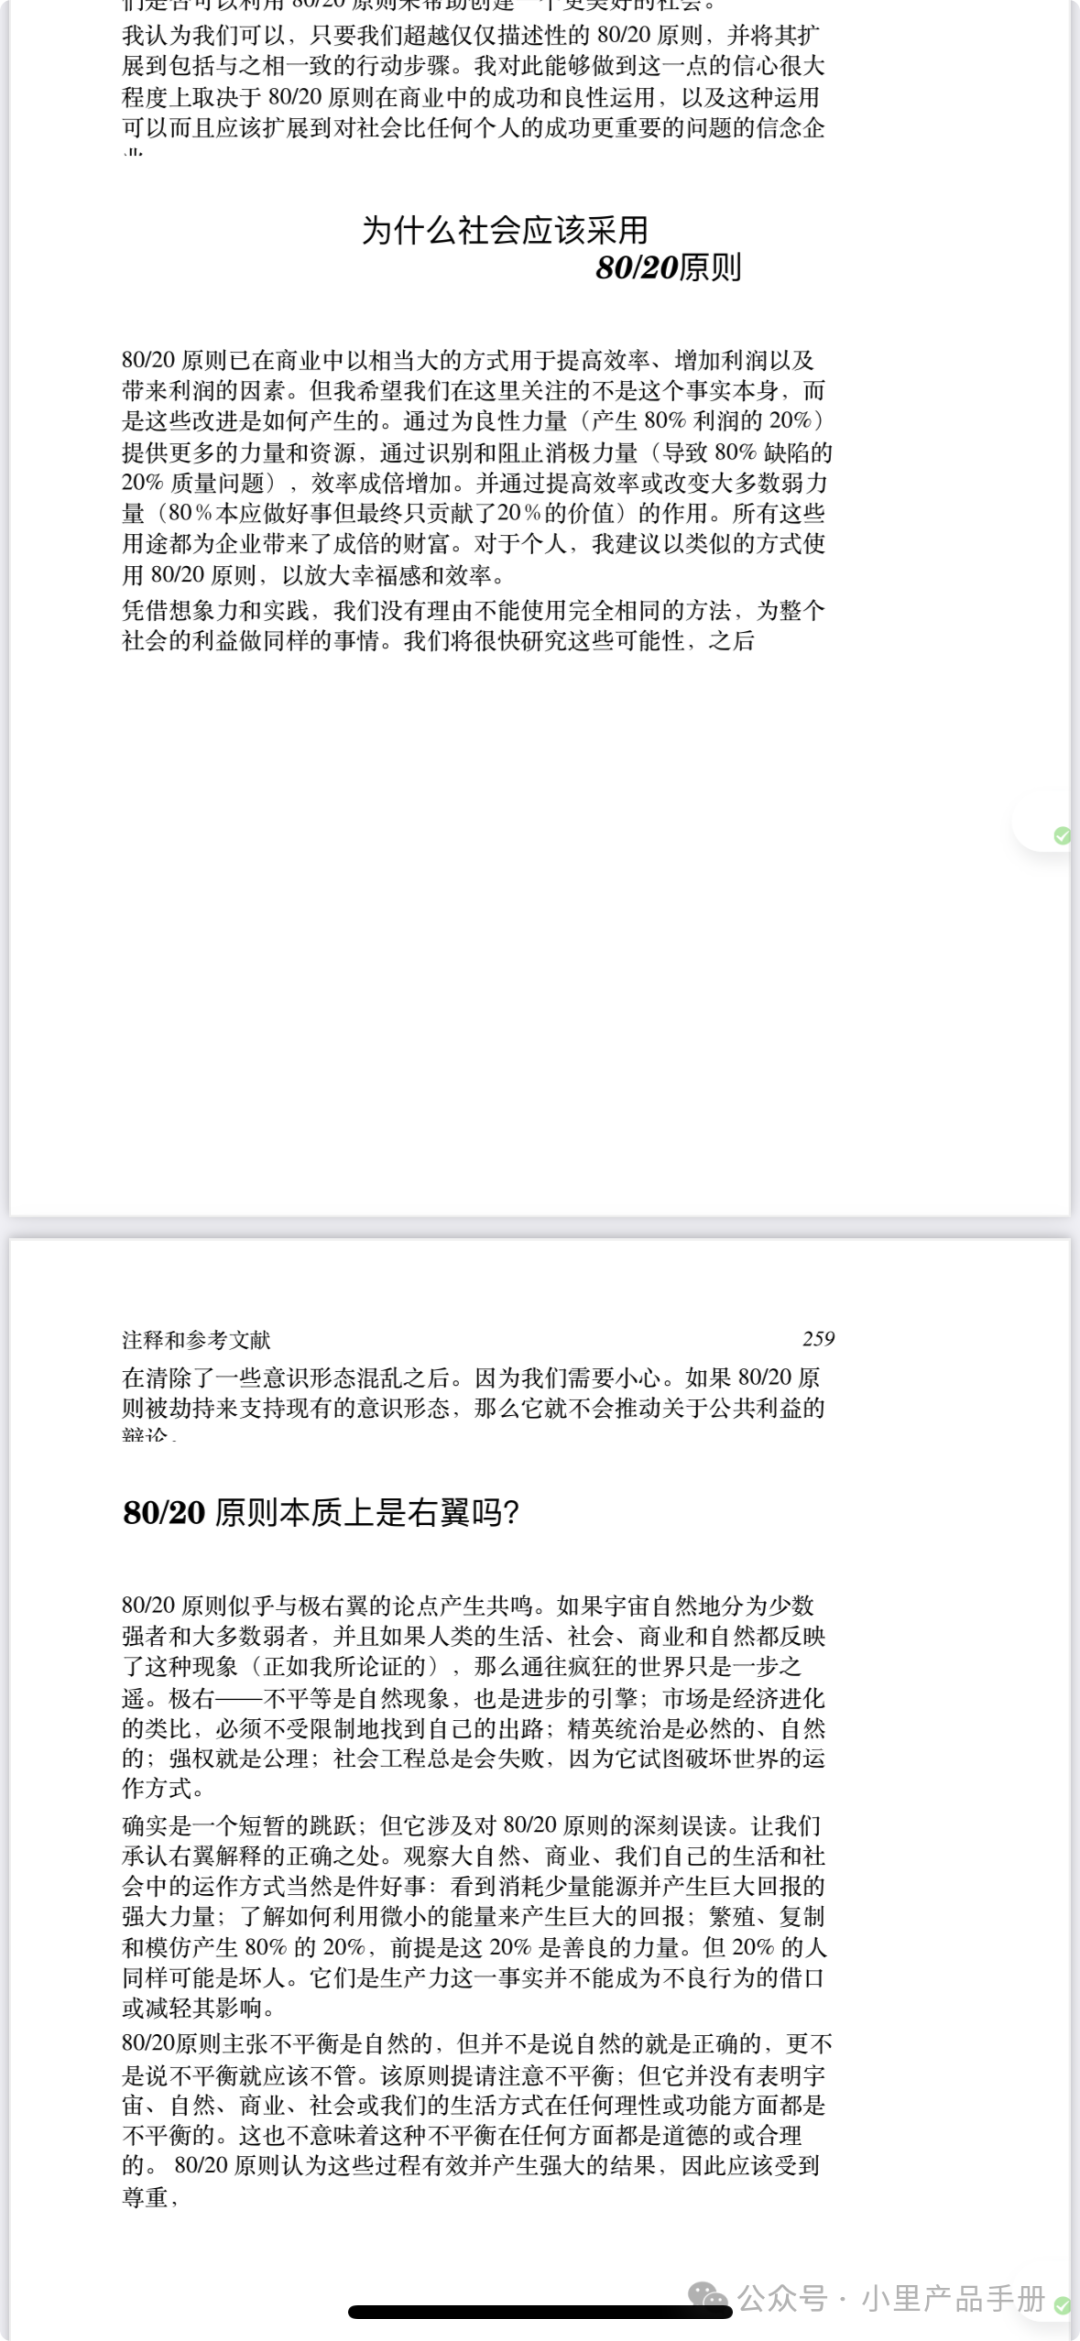 们是否可以利用 80/20 原则来帮助创建一个更美好的社会。
我认为我们可以，只要我们超越仅仅描述性的 80/20 原则，并将其扩
展到包括与之相一致的行动步骤。我对此能够做到这一点的信心很大
程度上取决于 80/20 原则在商业中的成功和良性运用，以及这种运用
可以而且应该扩展到对社会比任何个人的成功更重要的问题的信念企
业
为什么社会应该采用
80/20原则
80/20 原则已在商业中以相当大的方式用于提高效率、增加利润以及
带来利润的因素。但我希望我们在这里关注的不是这个事实本身，而
是这些改进是如何产生的。通过为良性力量（产生 80% 利润的 20%）
提供更多的力量和资源，通过识别和阻止消极力量（导致 80% 缺陷的
20% 质量问题），效率成倍增加。并通过提高效率或改变大多数弱力
量（80％本应做好事但最终只贡献了20％的价值）的作用。所有这些
用途都为企业带来了成倍的财富。对于个人，我建议以类似的方式使
用 80/20 原则，以放大幸福感和效率。
凭借想象力和实践，我们没有理由不能使用完全相同的方法，为整个
社会的利益做同样的事情。我们将很快研究这些可能性，之后
注释和参考文献 259
在清除了一些意识形态混乱之后。因为我们需要小心。如果 80/20 原
则被劫持来支持现有的意识形态，那么它就不会推动关于公共利益的
辩论。
80/20 原则本质上是右翼吗？
80/20 原则似乎与极右翼的论点产生共鸣。如果宇宙自然地分为少数
强者和大多数弱者，并且如果人类的生活、社会、商业和自然都反映
了这种现象（正如我所论证的），那么通往疯狂的世界只是一步之
遥。极右——不平等是自然现象，也是进步的引擎；市场是经济进化
的类比，必须不受限制地找到自己的出路；精英统治是必然的、自然
的；强权就是公理；社会工程总是会失败，因为它试图破坏世界的运
作方式。
确实是一个短暂的跳跃；但它涉及对 80/20 原则的深刻误读。让我们
承认右翼解释的正确之处。观察大自然、商业、我们自己的生活和社
会中的运作方式当然是件好事：看到消耗少量能源并产生巨大回报的
强大力量；了解如何利用微小的能量来产生巨大的回报；繁殖、复制
和模仿产生 80% 的 20%，前提是这 20% 是善良的力量。但 20% 的人
同样可能是坏人。它们是生产力这一事实并不能成为不良行为的借口
或减轻其影响。
80/20原则主张不平衡是自然的，但并不是说自然的就是正确的，更不
是说不平衡就应该不管。该原则提请注意不平衡；但它并没有表明宇
宙、自然、商业、社会或我们的生活方式在任何理性或功能方面都是
不平衡的。这也不意味着这种不平衡在任何方面都是道德的或合理
的。 80/20 原则认为这些过程有效并产生强大的结果，因此应该受到
尊重，
公众号 · 小里产品手册